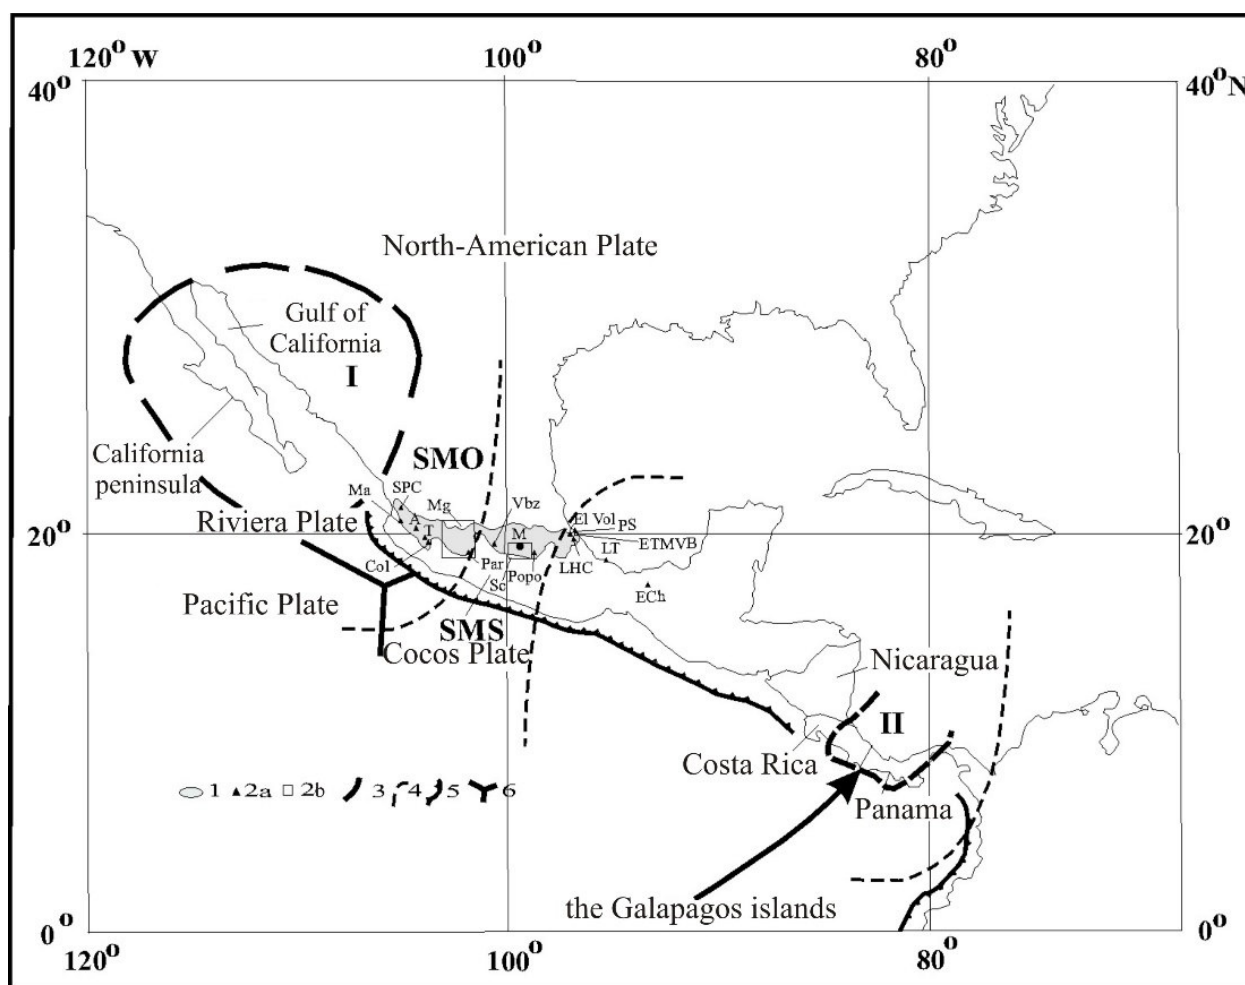 120° W 100° 80°
40° 40° N
North-American Plate
Gulf of
California
I
California
peninsula
SMO
Ma SPC Mg Vbz
A T M El Vol PS
Riviera Plate
20° 20°
ETMVB
LT
Col Par Popo LHC
Sc
ECh
Pacific Plate
SMS
Cocos Plate
Nicaragua
II
Costa Rica
Panama
1 2a 2b 3 4 5 6
the Galapagos islands
0° 0°
120° 100° 80°